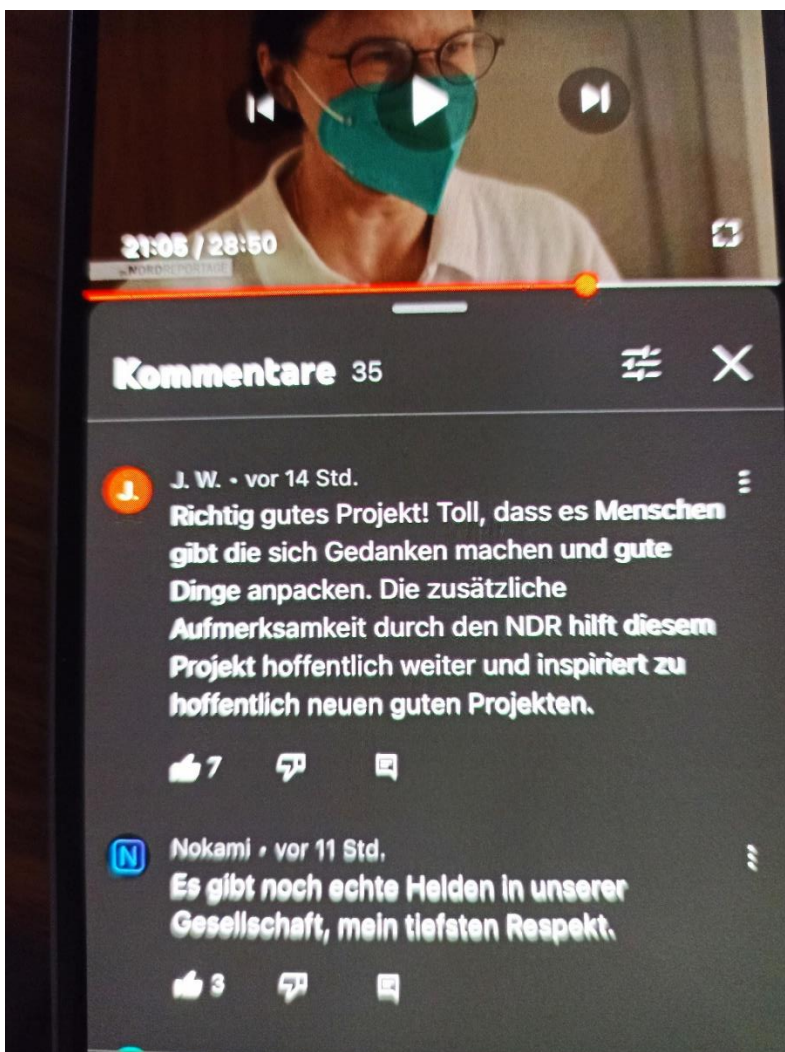 21:05 / 28:50
NORDREPORTAGE
Kommentare 35
J.
J. W. • vor 14 Std.
Richtig gutes Projekt! Toll, dass es Menschen
gibt die sich Gedanken machen und gute
Dinge anpacken. Die zusätzliche
Aufmerksamkeit durch den NDR hilft diesem
Projekt hoffentlich weiter und inspiriert zu
hoffentlich neuen guten Projekten.
7
N
Nokami • vor 11 Std.
Es gibt noch echte Helden in unserer
Gesellschaft, mein tiefsten Respekt.
3